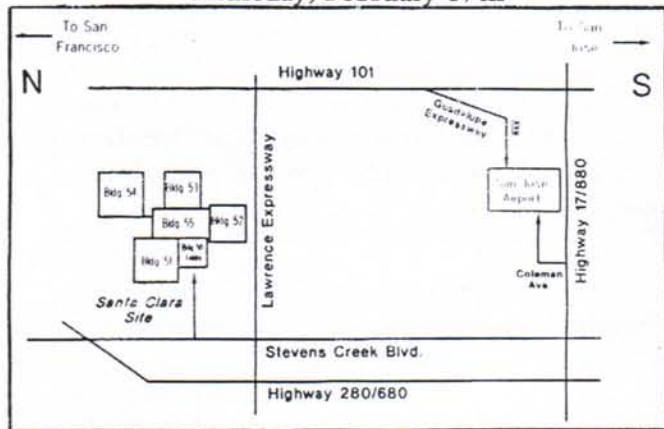 To San
Francisco
To San
Jose
N
Highway 101
S
Guadalupe
Expressway
Bldg. 54
Bldg. 53
Bldg. 55
Bldg. 52
Bldg. 51
Lawrence Expressway
San Jose
Airport
Highway 17/880
Coleman
Ave.
Santa Clara
Site
Stevens Creek Blvd.
Highway 280/680